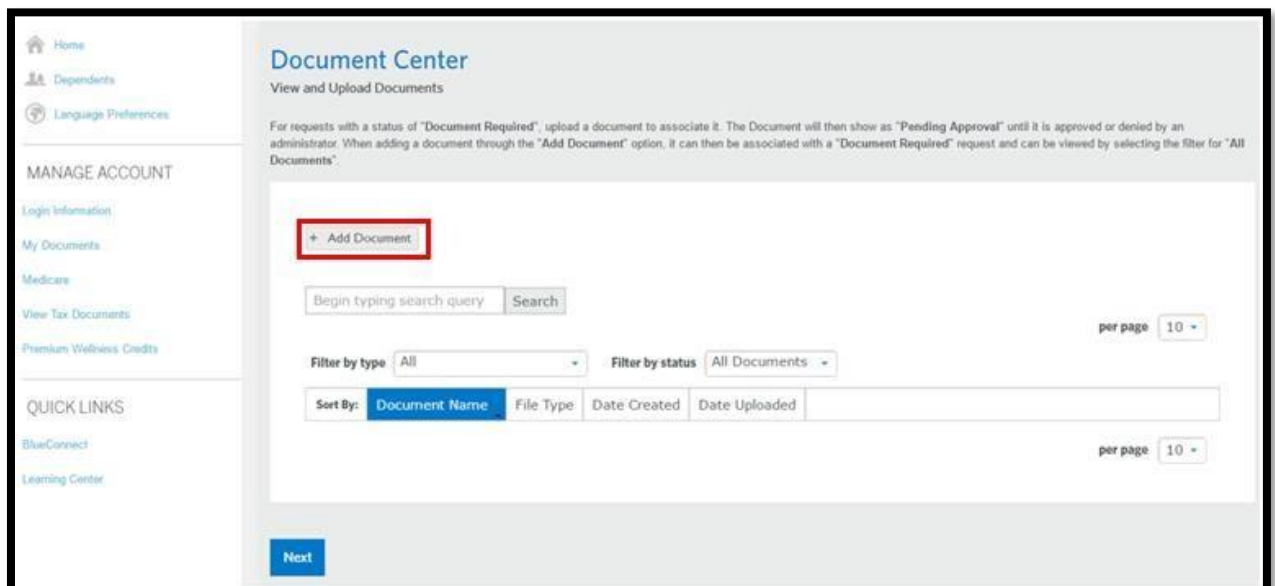 Home
Dependents
Language Preferences
MANAGE ACCOUNT
Login Information
My Documents
Medicare
View Tax Documents
Premium Wellness Credits
QUICK LINKS
BlueConnect
Learning Center
Document Center
View and Upload Documents
For requests with a status of "Document Required", upload a document to associate it. The Document will then show as "Pending Approval" until it is approved or denied by an
administrator. When adding a document through the "Add Document" option, it can then be associated with a "Document Required" request and can be viewed by selecting the filter for "All
Documents".
+ Add Document
Begin typing search query Search
per page 10
Filter by type All Filter by status All Documents
Sort By: Document Name File Type Date Created Date Uploaded
per page 10
Next